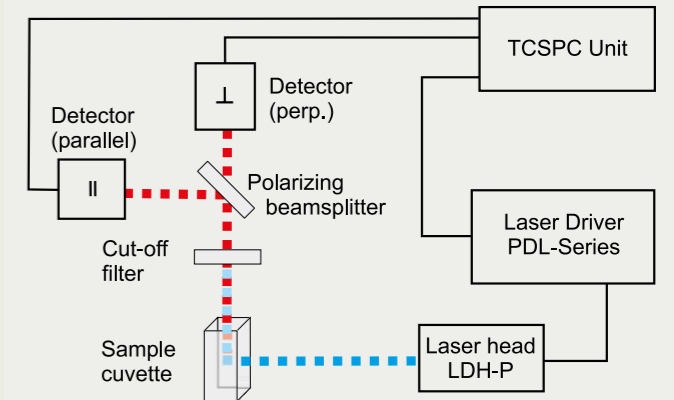 TCSPC Unit
⊥
Detector
(perp.)
Detector
(parallel)
II
Polarizing
beamsplitter
Laser Driver
PDL-Series
Cut-off
filter
Sample
cuvette
Laser head
LDH-P